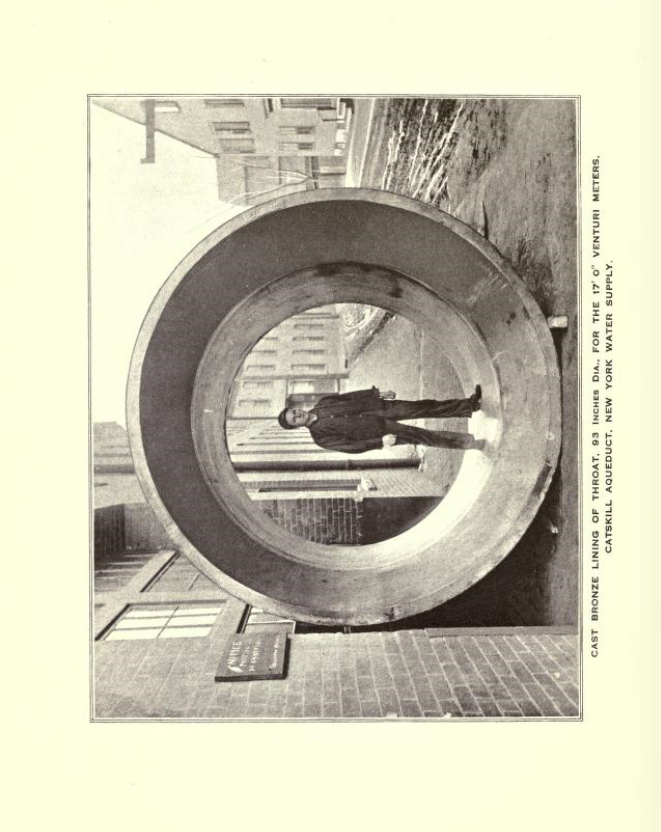 CAST BRONZE LINING OF THROAT, 93 INCHES DIA., FOR THE 17' 0" VENTURI METERS.
CATSKILL AQUEDUCT, NEW YORK WATER SUPPLY.
NOTICE